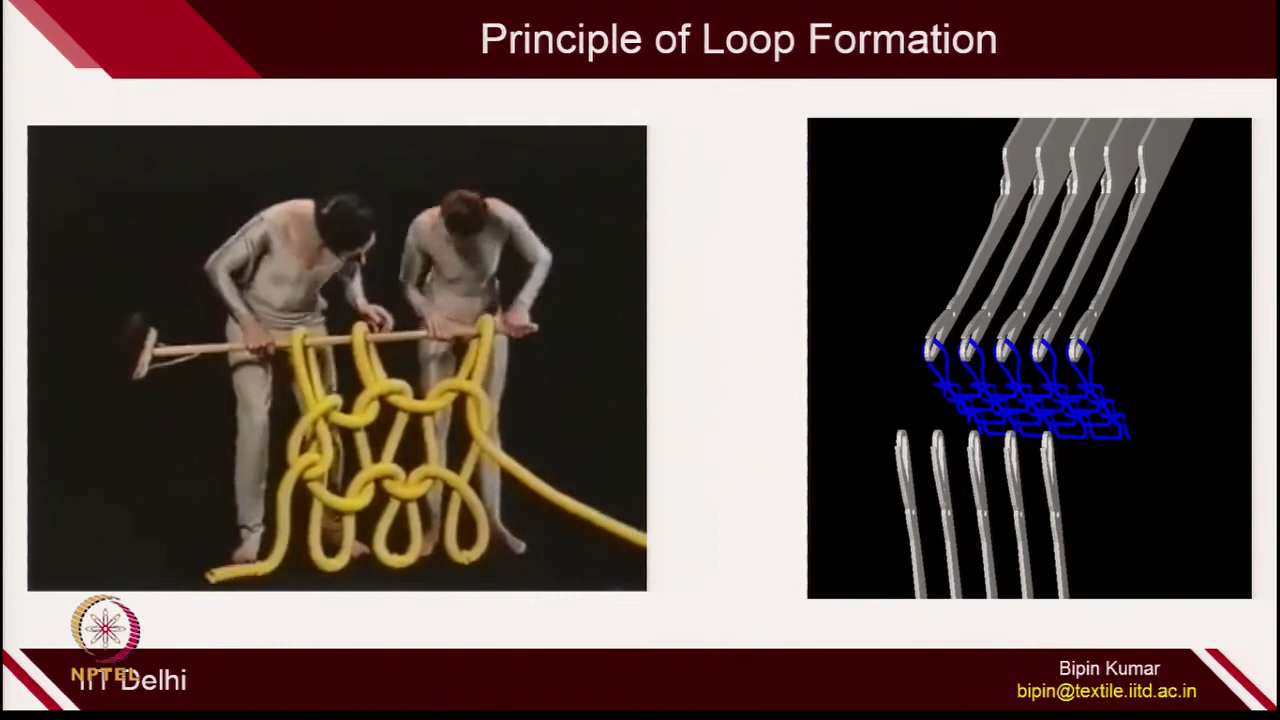 Principle of Loop Formation
NPTEL
IIT Delhi
Bipin Kumar
bipin@textile.iitd.ac.in